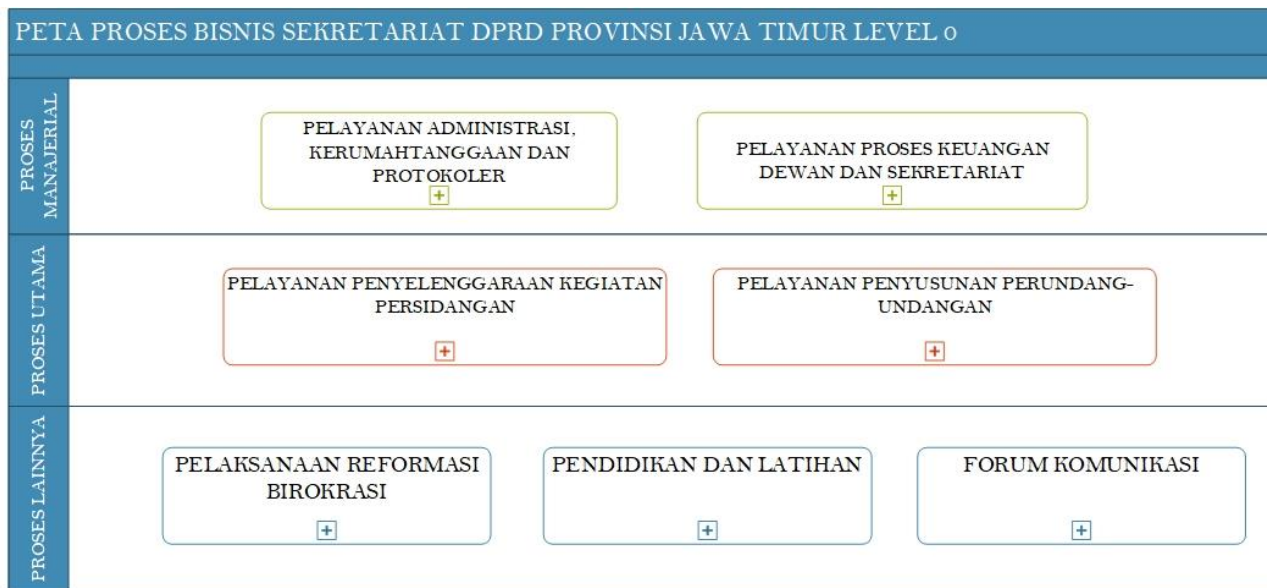 PETA PROSES BISNIS SEKRETARIAT DPRD PROVINSI JAWA TIMUR LEVEL 0
PROSES
MANAJERIAL
PELAYANAN ADMINISTRASI,
KERUMAHTANGGAAN DAN
PROTOKOLER
PELAYANAN PROSES KEUANGAN
DEWAN DAN SEKRETARIAT
PROSES UTAMA
PELAYANAN PENYELENGGARAAN KEGIATAN
PERSIDANGAN
PELAYANAN PENYUSUNAN PERUNDANG-
UNDANGAN
PROSES LAINNYA
PELAKSANAAN REFORMASI
BIROKRASI
PENDIDIKAN DAN LATIHAN
FORUM KOMUNIKASI